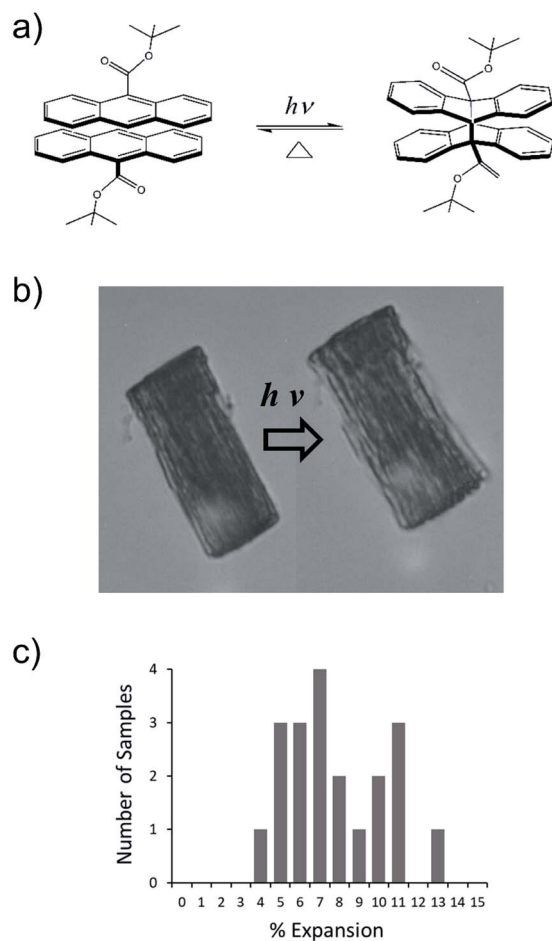 a)
O
O
hν
△
O
O
O
O
O
b)
h ν
c)
Number of Samples
4
3
2
1
0
0 1 2 3 4 5 6 7 8 9 10 11 12 13 14 15
% Expansion